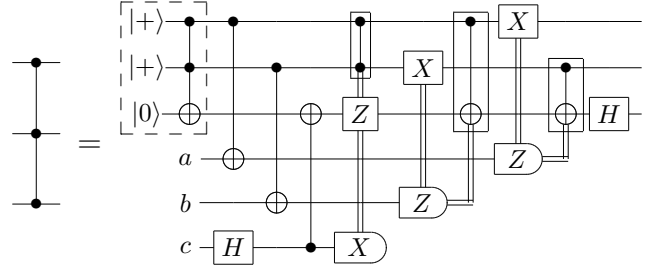 |+⟩ X
|+⟩ X
|0⟩ Z H
= a Z
b Z
c H X